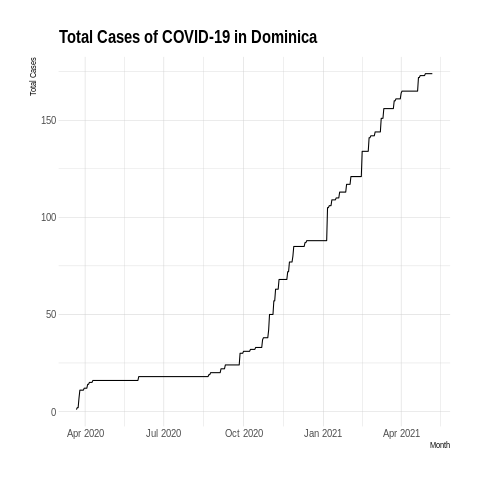 Total Cases of COVID-19 in Dominica
Total Cases
150
100
50
0
Apr 2020 Jul 2020 Oct 2020 Jan 2021 Apr 2021
Month